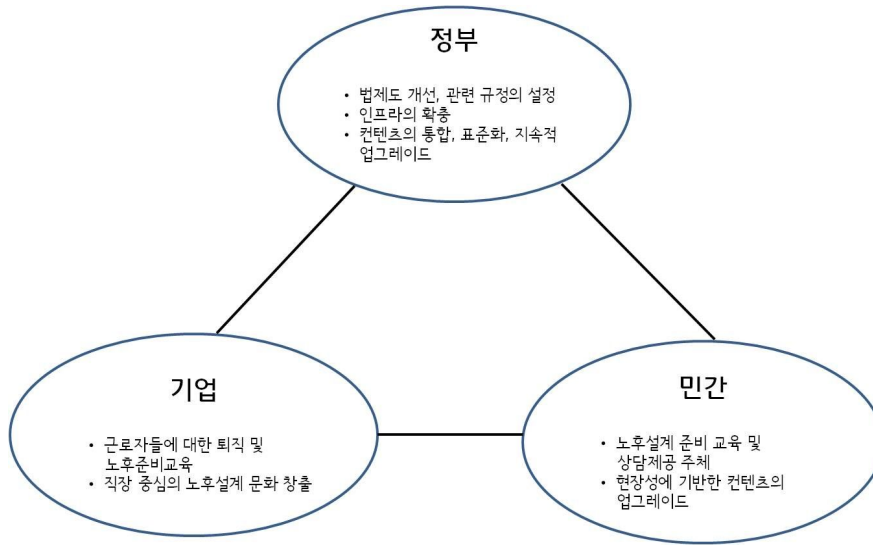 정부
• 법제도 개선, 관련 규정의 설정
• 인프라의 확충
• 컨텐츠의 통합, 표준화, 지속적
업그레이드
기업
• 근로자들에 대한 퇴직 및
노후준비교육
• 직장 중심의 노후설계 문화 창출
민간
• 노후설계 준비 교육 및
상담제공 주체
• 현장성에 기반한 컨텐츠의
업그레이드